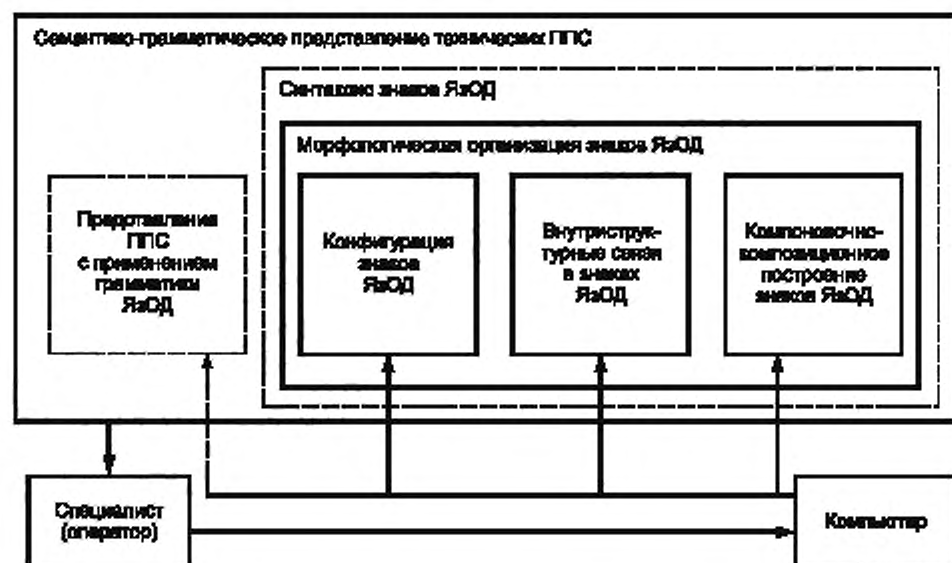 Семантико-грамматическое представление технических ППС
Синтаксис знаков ЯзОД
Морфологическая организация знаков ЯзОД
Представление
ППС
с применением
грамматики
ЯзОД
Конфигурация
знаков
ЯзОД
Внутриструк-
турные связи
в знаках
ЯзОД
Компоновочно-
композиционное
построение
знаков ЯзОД
Специалист
(оператор)
Компьютер